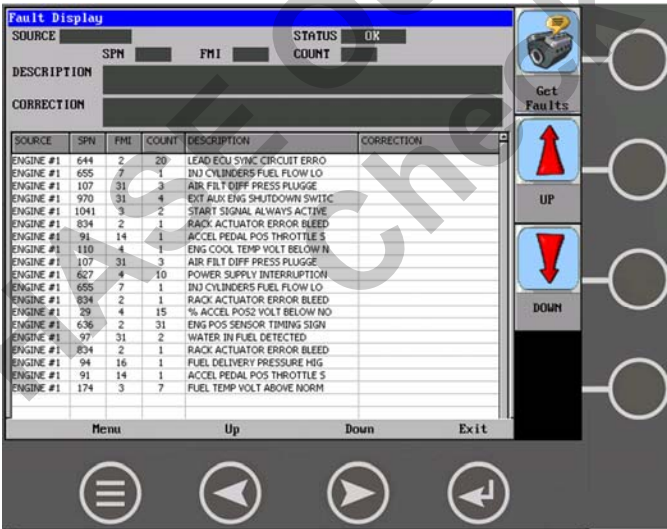 Fault Display
SOURCE STATUS OK
SPN FMI COUNT
DESCRIPTION
CORRECTION
SOURCE SPN FMI COUNT DESCRIPTION CORRECTION
ENGINE #1 644 2 20 LEAD ECU SYNC CIRCUIT ERRO
ENGINE #1 655 7 1 INJ CYLINDERS FUEL FLOW LO
ENGINE #1 107 31 3 AIR FILT DIFF PRESS PLUGGE
ENGINE #1 970 31 4 EXT AUX ENG SHUTDOWN SWITC
ENGINE #1 1041 3 2 START SIGNAL ALWAYS ACTIVE
ENGINE #1 834 2 1 RACK ACTUATOR ERROR BLEED
ENGINE #1 91 14 1 ACCEL PEDAL POS THROTTLE S
ENGINE #1 110 4 1 ENG COOL TEMP VOLT BELOW N
ENGINE #1 107 31 3 AIR FILT DIFF PRESS PLUGGE
ENGINE #1 627 4 10 POWER SUPPLY INTERRUPTION
ENGINE #1 655 7 1 INJ CYLINDERS FUEL FLOW LO
ENGINE #1 834 2 1 RACK ACTUATOR ERROR BLEED
ENGINE #1 29 4 15 % ACCEL POS2 VOLT BELOW NO
ENGINE #1 636 2 31 ENG POS SENSOR TIMING SIGN
ENGINE #1 97 31 2 WATER IN FUEL DETECTED
ENGINE #1 834 2 1 RACK ACTUATOR ERROR BLEED
ENGINE #1 94 16 1 FUEL DELIVERY PRESSURE HIG
ENGINE #1 91 14 1 ACCEL PEDAL POS THROTTLE S
ENGINE #1 174 3 7 FUEL TEMP VOLT ABOVE NORM
Menu Up Down Exit
Get
Faults
UP
DOWN
Check